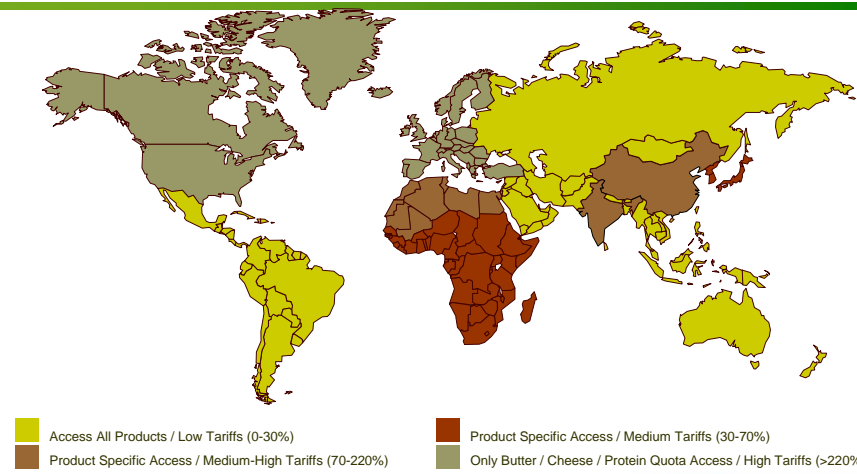 Access All Products / Low Tariffs (0-30%)
Product Specific Access / Medium Tariffs (30-70%)
Product Specific Access / Medium-High Tariffs (70-220%)
Only Butter / Cheese / Protein Quota Access / High Tariffs (>220%